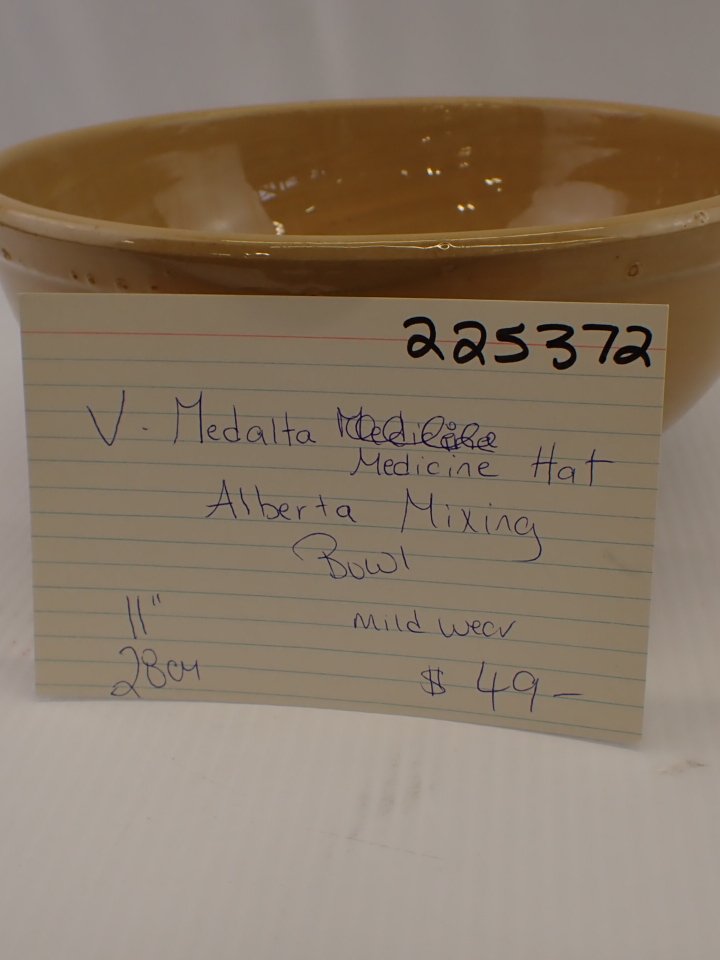 225372
V. Medalta
Medicine Hat
Alberta Mixing
Bowl
11" mild wear
28cm $ 49-